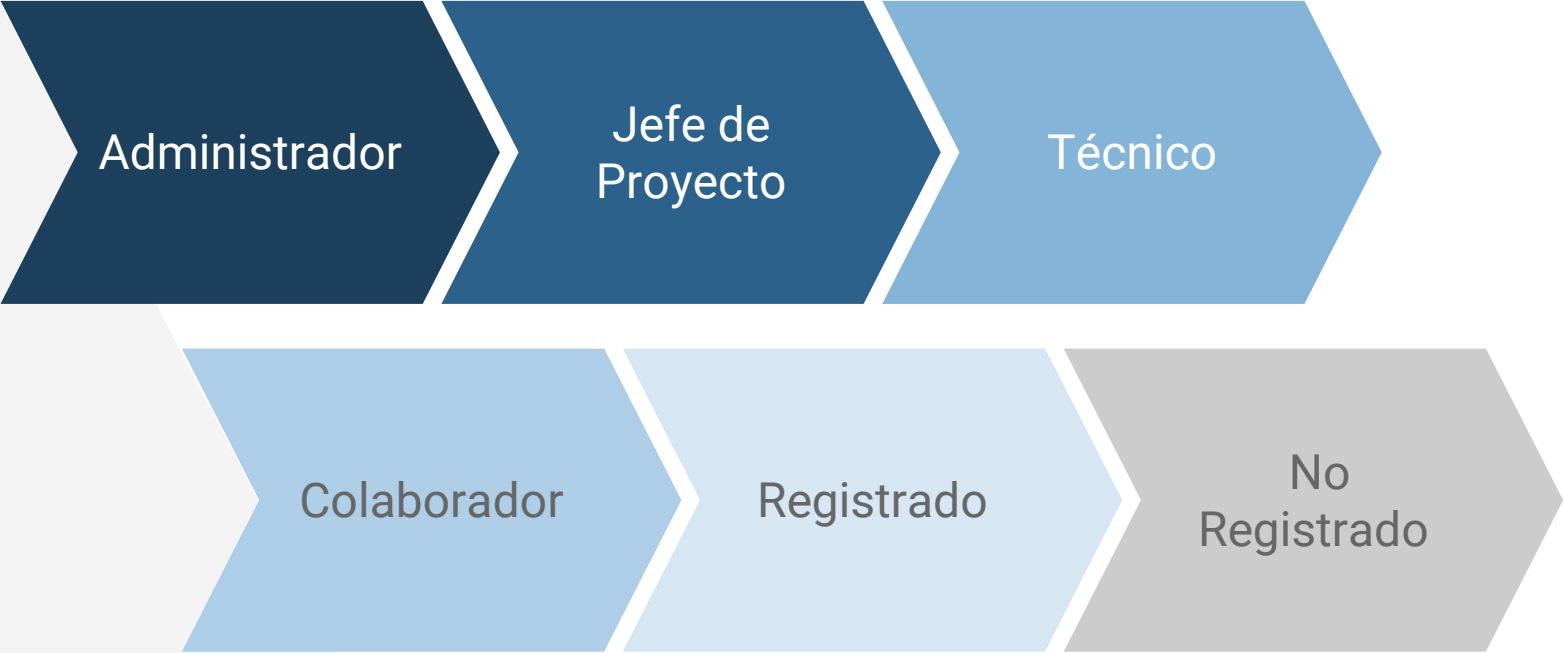 Administrador
Jefe de
Proyecto
Técnico
Colaborador
Registrado
No
Registrado